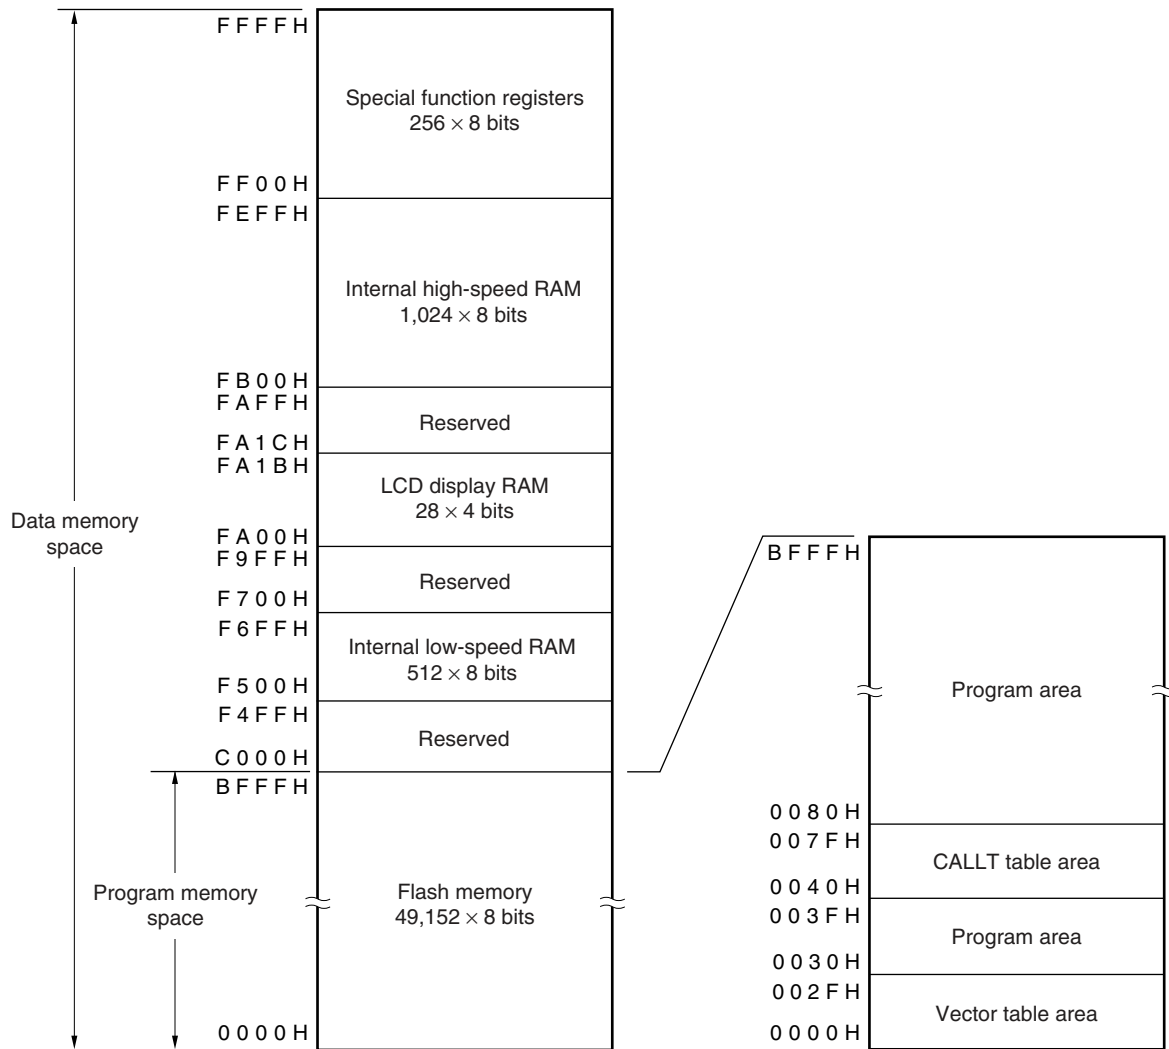 FFFFH
Special function registers
256 × 8 bits
FF00H
FEFFH
Internal high-speed RAM
1,024 × 8 bits
FB00H
FAFFH
Reserved
FA1CH
FA1BH
LCD display RAM
28 × 4 bits
Data memory
space
FA00H
F9FFH
Reserved
F700H
F6FFH
Internal low-speed RAM
512 × 8 bits
F500H
F4FFH
Reserved
C000H
BFFFH
Program memory
space
Flash memory
49,152 × 8 bits
0000H
BFFFH
Program area
0080H
007FH
CALLT table area
0040H
003FH
Program area
0030H
002FH
Vector table area
0000H